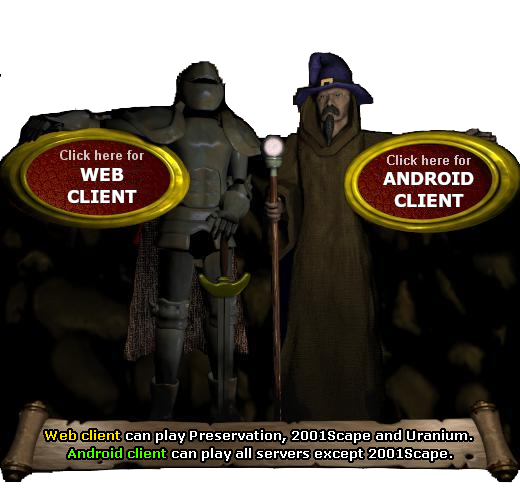 Click here for
WEB
CLIENT
Click here for
ANDROID
CLIENT
Web client can play Preservation, 2001Scape and Uranium.
Android client can play all servers except 2001Scape.